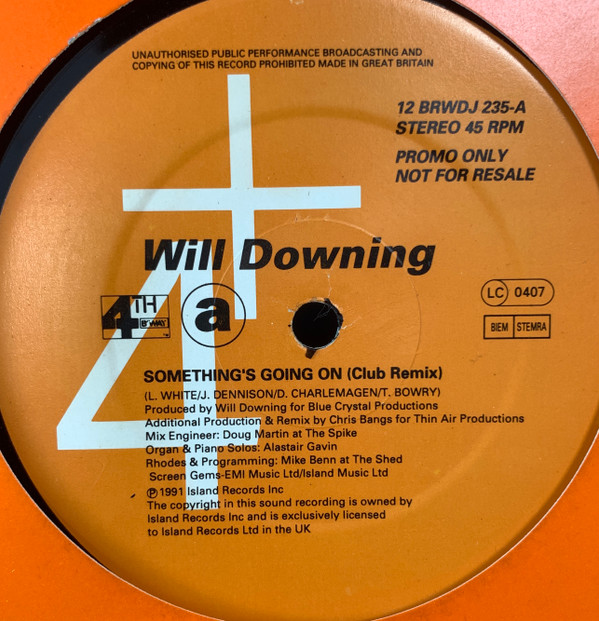 UNAUTHORISED PUBLIC PERFORMANCE BROADCASTING AND
COPYING OF THIS RECORD PROHIBITED MADE IN GREAT BRITAIN
12 BRWDJ 235-A
STEREO 45 RPM
PROMO ONLY
NOT FOR RESALE
4
Will Downing
4TH
B'WAY
a
LC 0407
BIEM STEMRA
SOMETHING'S GOING ON (Club Remix)
(L. WHITE/J. DENNISON/D. CHARLEMAGEN/T. BOWRY)
Produced by Will Downing for Blue Crystal Productions
Additional Production & Remix by Chris Bangs for Thin Air Productions
Mix Engineer: Doug Martin at The Spike
Organ & Piano Solos: Alastair Gavin
Rhodes & Programming: Mike Benn at The Shed
Screen Gems-EMI Music Ltd/Island Music Ltd
℗ 1991 Island Records Inc
The copyright in this sound recording is owned by
Island Records Inc and is exclusively licensed
to Island Records Ltd in the UK